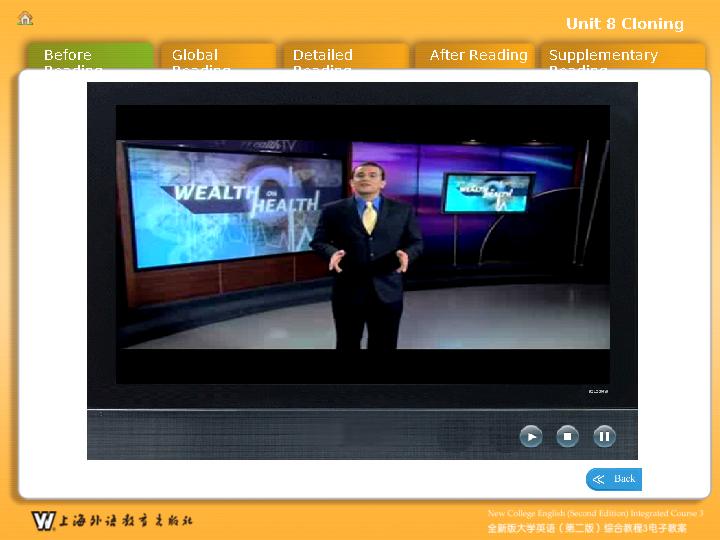 Unit 8 Cloning
Before
Reading
Global
Reading
Detailed
Reading
After Reading
Supplementary
Reading
WealthTV
WEALTH ON HEALTH
WEALTH ON HEALTH
Back
New College English (Second Edition) Integrated Course 3
上海外语教育出版社
全新版大学英语（第二版）综合教程3电子教案